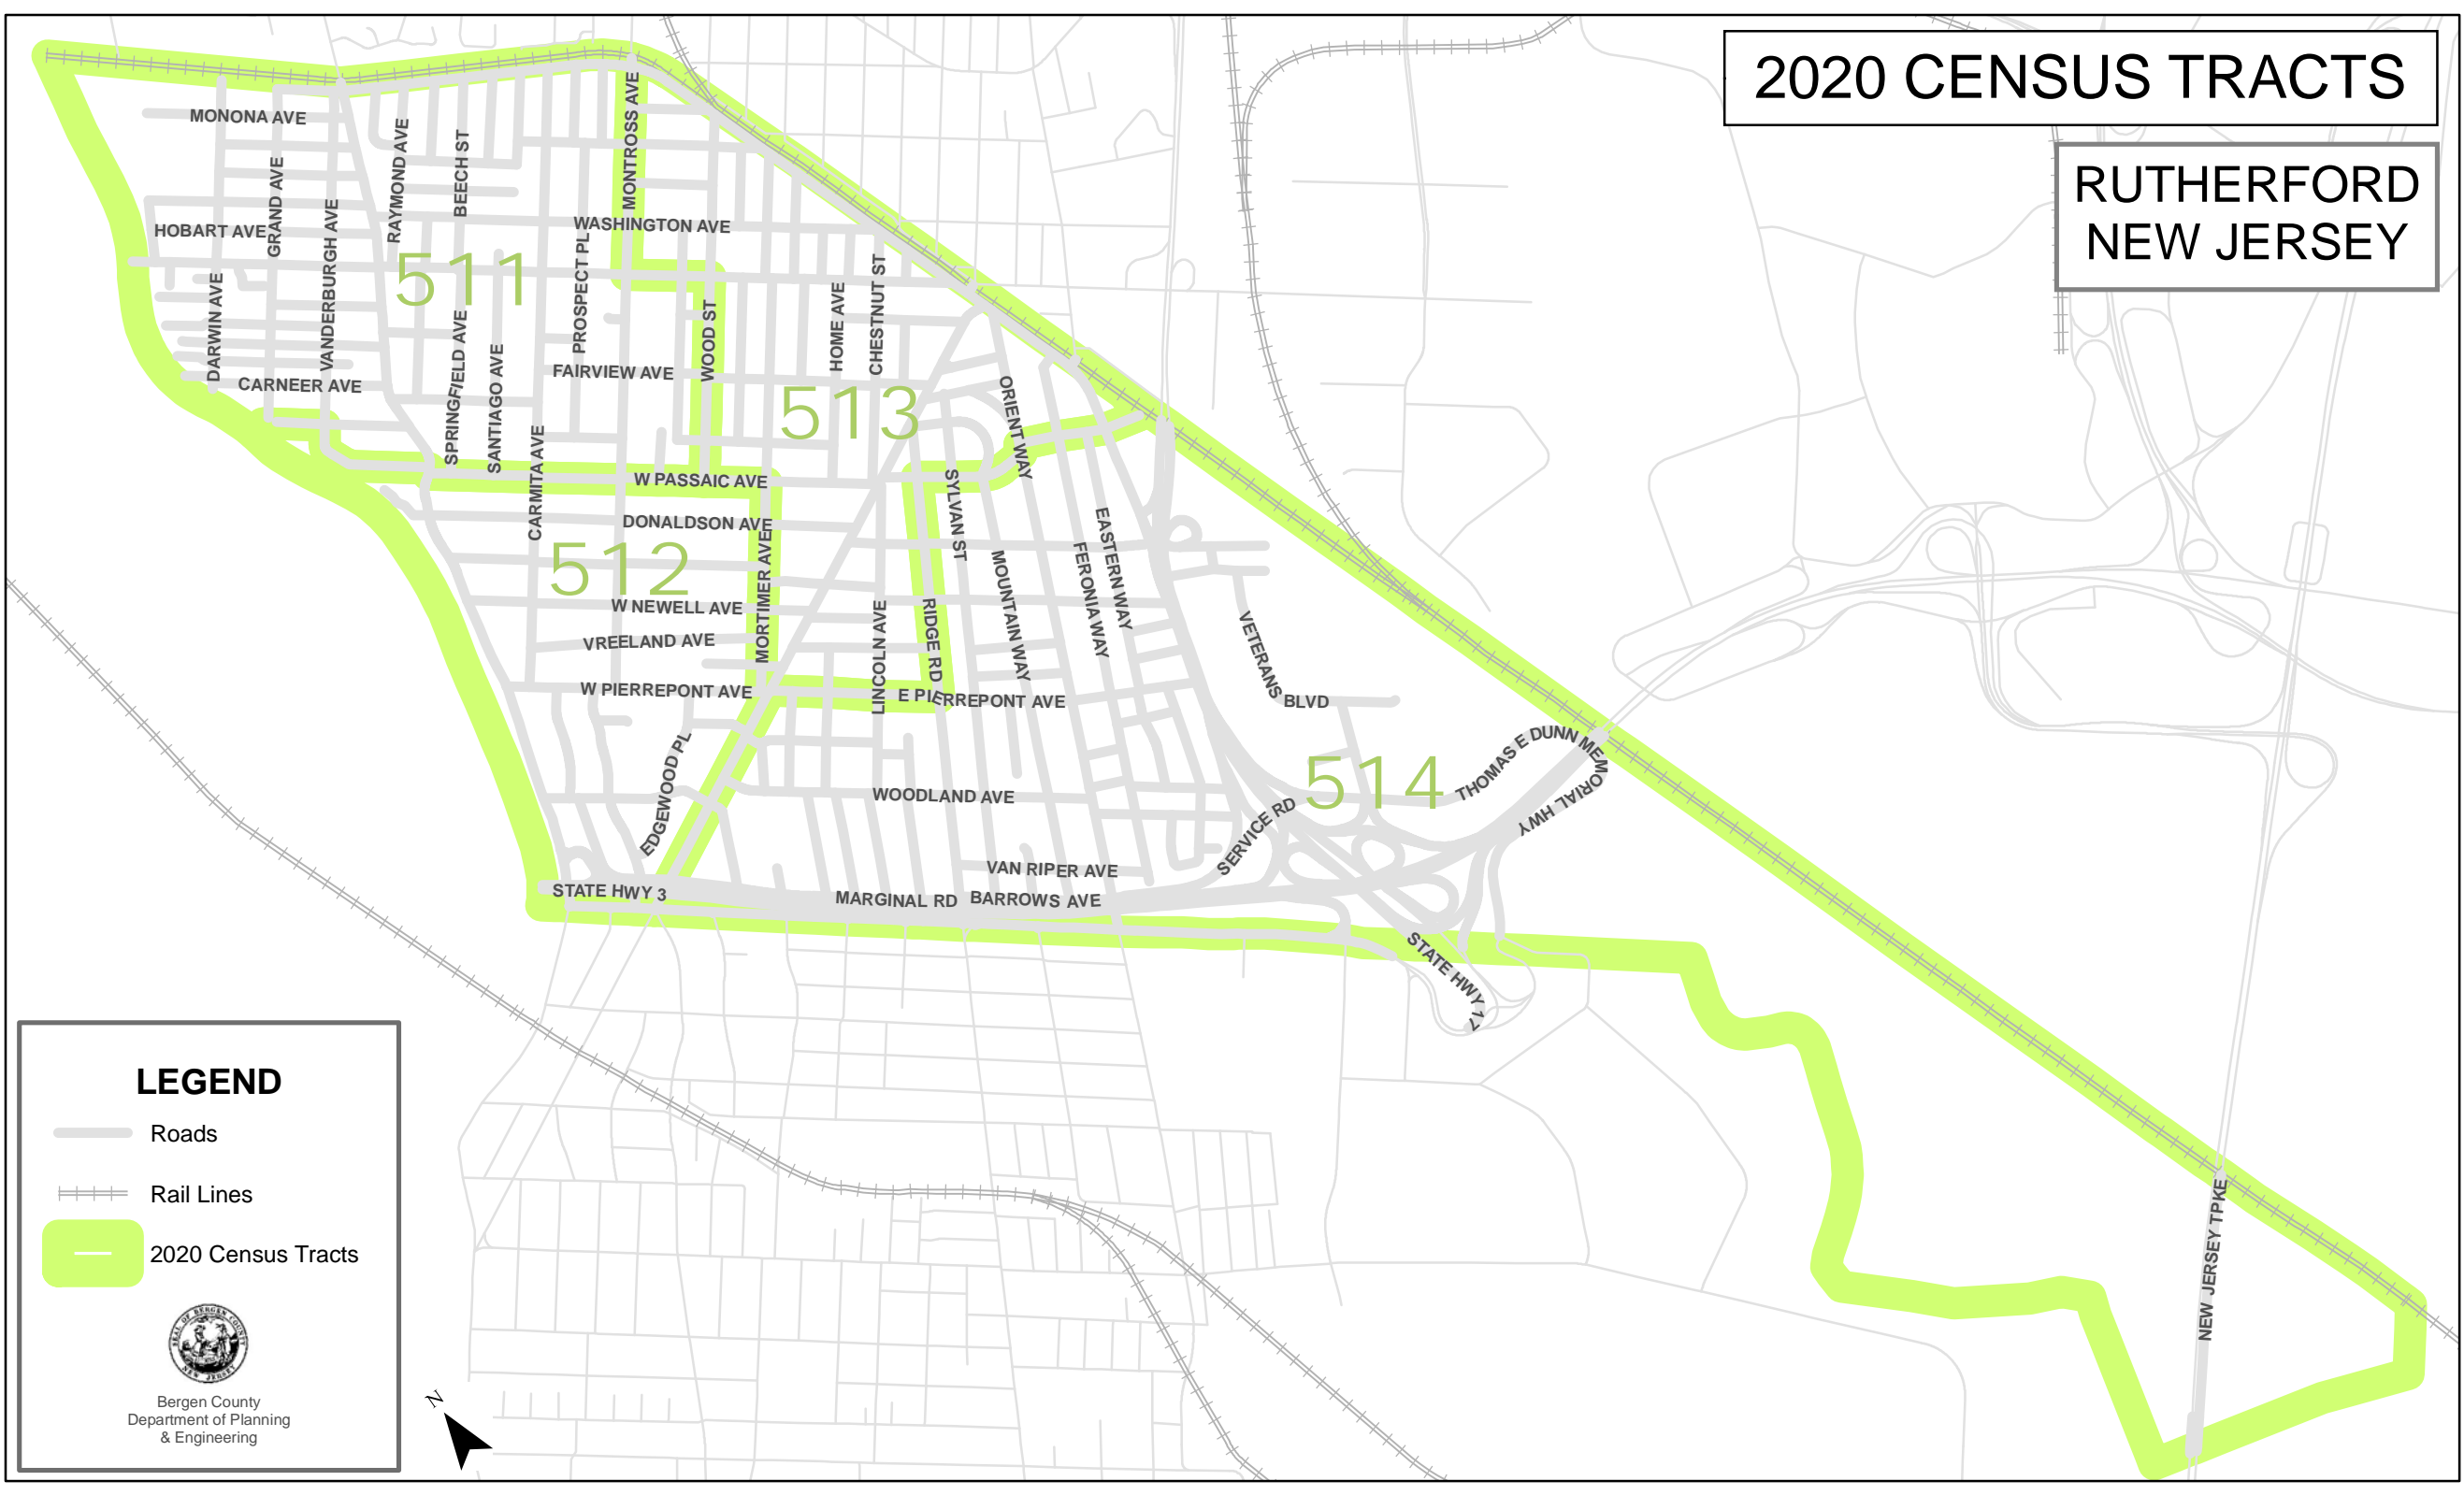 2020 CENSUS TRACTS
RUTHERFORD
NEW JERSEY
MONONA AVE
HOBART AVE
GRAND AVE
VANDERBURGH AVE
DARWIN AVE
CARNEER AVE
RAYMOND AVE
BEECH ST
511
SPRINGFIELD AVE
SANTIAGO AVE
PROSPECT PL
MONTROSS AVE
WASHINGTON AVE
WOOD ST
FAIRVIEW AVE
HOME AVE
CHESTNUT ST
513
ORIENT WAY
CARMITA AVE
W PASSAIC AVE
DONALDSON AVE
512
MORTIMER AVE
W NEWELL AVE
VREELAND AVE
W PIERREPONT AVE
LINCOLN AVE
RIDGE RD
SYLVAN ST
MOUNTAIN WAY
FERONIA WAY
EASTERN WAY
E PIERREPONT AVE
VETERANS BLVD
EDGEWOOD PL
WOODLAND AVE
514
THOMAS E DUNN MEMORIAL HWY
SERVICE RD
VAN RIPER AVE
STATE HWY 3
MARGINAL RD
BARROWS AVE
STATE HWY 17
NEW JERSEY TPKE
LEGEND
Roads
Rail Lines
2020 Census Tracts
SEAL OF BERGEN COUNTY
NEW JERSEY
Bergen County
Department of Planning
& Engineering
N